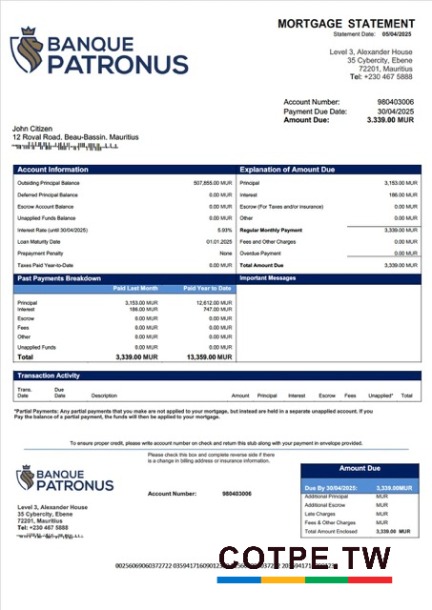 BANQUE
PATRONUS
MORTGAGE STATEMENT
Statement Date: 05/04/2025
Level 3, Alexander House
35 Cybercity, Ebene
72201, Mauritius
Tel: +230 467 5888
Account Number: 980403006
Payment Due Date: 30/04/2025
Amount Due: 3.339.00 MUR
John Citizen
12 Roval Road, Beau-Bassin, Mauritius
Account Information
Outsiding Principal Balance 507,855.00 MUR
Deferred Principal Balance 0.00 MUR
Escrow Account Balance 0.00 MUR
Unapplied Funds Balance 0.00 MUR
Interest Rate (until 30/04/2025) 5.93%
Loan Maturity Date 01.01.2025
Prepayment Penalty None
Taxes Paid Year-to-Date 0.00 MUR
Explanation of Amount Due
Principal 3,153.00 MUR
Interest 186.00 MUR
Escrow (For Taxes and/or insurance) 0.00 MUR
Other 0.00 MUR
Regular Monthly Payment 3,339.00 MUR
Fees and Other Charges 0.00 MUR
Overdue Payment 0.00 MUR
Total Amount Due 3,339.00 MUR
Past Payments Breakdown
Paid Last Month Paid Year to Date
Principal 3,153.00 MUR 12,612.00 MUR
Interest 186.00 MUR 747.00 MUR
Escrow 0.00 MUR 0.00 MUR
Fees 0.00 MUR 0.00 MUR
Other 0.00 MUR 0.00 MUR
Unapplied Funds 0.00 MUR 0.00 MUR
Total 3,339.00 MUR 13,359.00 MUR
Important Messages
Transaction Activity
Trans. Date Due Date Description Amount Principal Interest Escrow Fees Unapplied* Total
*Partial Payments: Any partial payments that you make are not applied to your mortgage, but instead are held in a separate unapplied account. If you
Pay the balance of a partial payment, the funds will then be applied to your mortgage.
To ensure proper credit, please write account number on check and return this stub along with your payment in envelope provided.
Please check this box and complete reverse side if there
is a change in billing address or insurance information.
BANQUE
PATRONUS
Account Number: 980403006
Level 3, Alexander House
35 Cybercity, Ebene
72201, Mauritius
Tel: +230 467 5888
Amount Due
Due By 30/04/2025: 3,339.00MUR
Additional Principal MUR
Additional Escrow MUR
Late Charges MUR
Fees & Other Charges MUR
Total Amount Enclosed 3,339.00 MUR
COTPE.TW